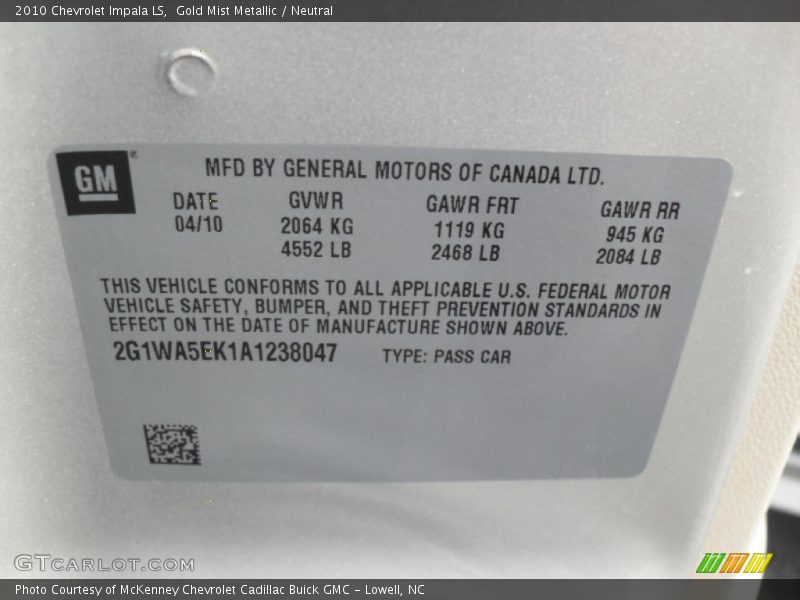 2010 Chevrolet Impala LS,  Gold Mist Metallic / Neutral
GM
MFD BY GENERAL MOTORS OF CANADA LTD.
DATE GVWR GAWR FRT GAWR RR
04/10 2064 KG 1119 KG 945 KG
4552 LB 2468 LB 2084 LB
THIS VEHICLE CONFORMS TO ALL APPLICABLE U.S. FEDERAL MOTOR
VEHICLE SAFETY, BUMPER, AND THEFT PREVENTION STANDARDS IN
EFFECT ON THE DATE OF MANUFACTURE SHOWN ABOVE.
2G1WA5EK1A1238047 TYPE: PASS CAR
GTCarLot.com
Photo Courtesy of McKenney Chevrolet Cadillac Buick GMC - Lowell, NC